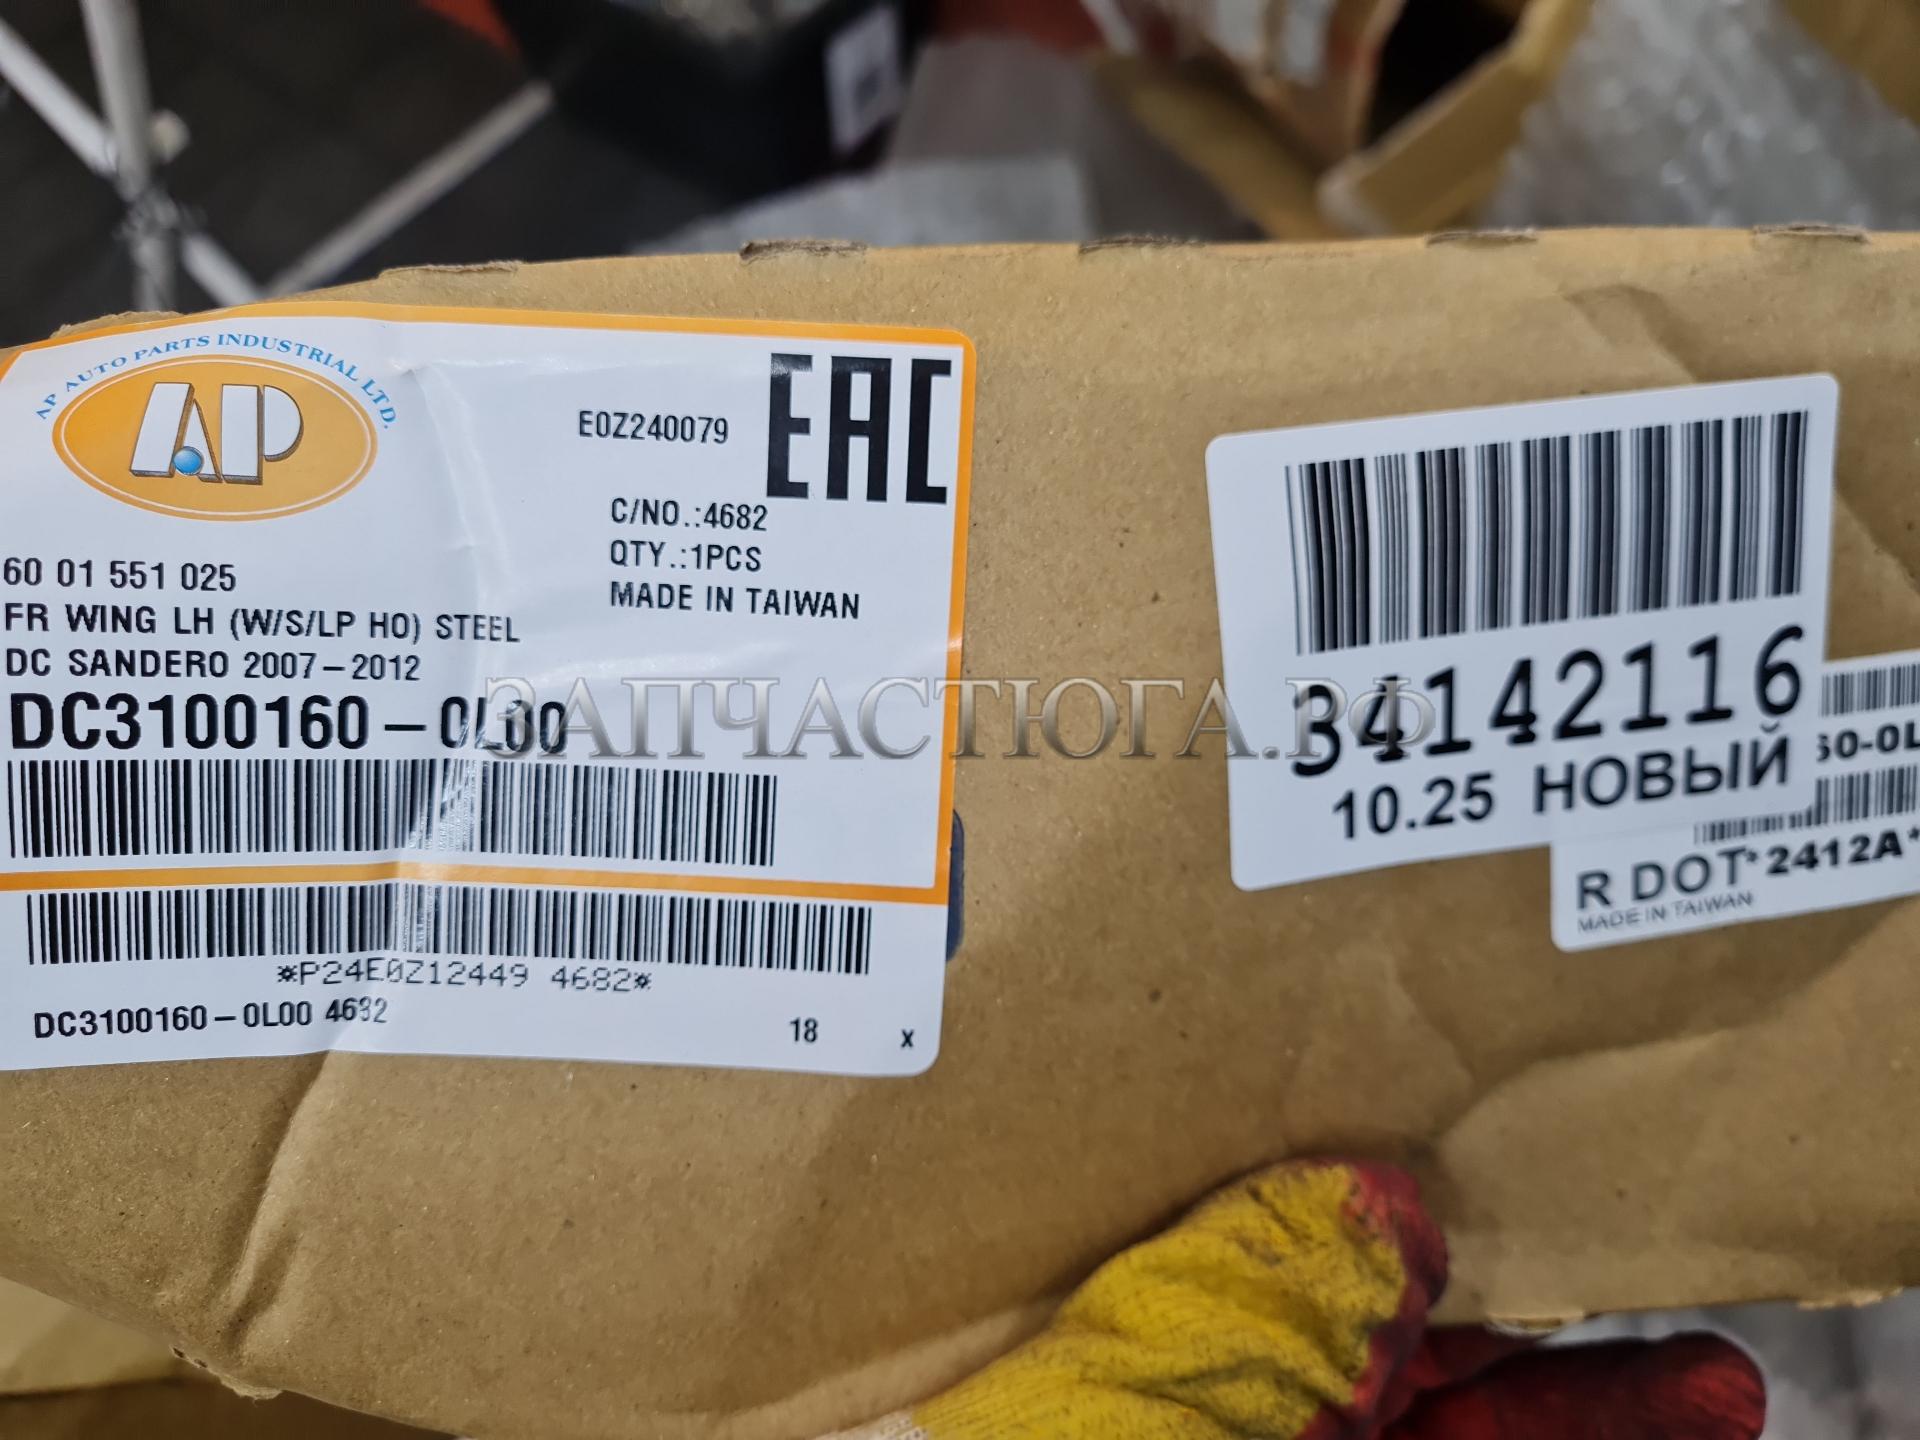 AP AUTO PARTS INDUSTRIAL LTD.
AP
EAC
E0Z240079
C/NO.:4682
QTY.:1PCS
MADE IN TAIWAN
60 01 551 025
FR WING LH (W/S/LP HO) STEEL
DC SANDERO 2007-2012
DC3100160-0L00
*P24E0Z12449 4682*
DC3100160-0L00 4682
18 x
ЗАПЧАСТЮГА.РФ
34142116
10.25 НОВЫЙ
60-0L
R DOT*2412A*
MADE IN TAIWAN